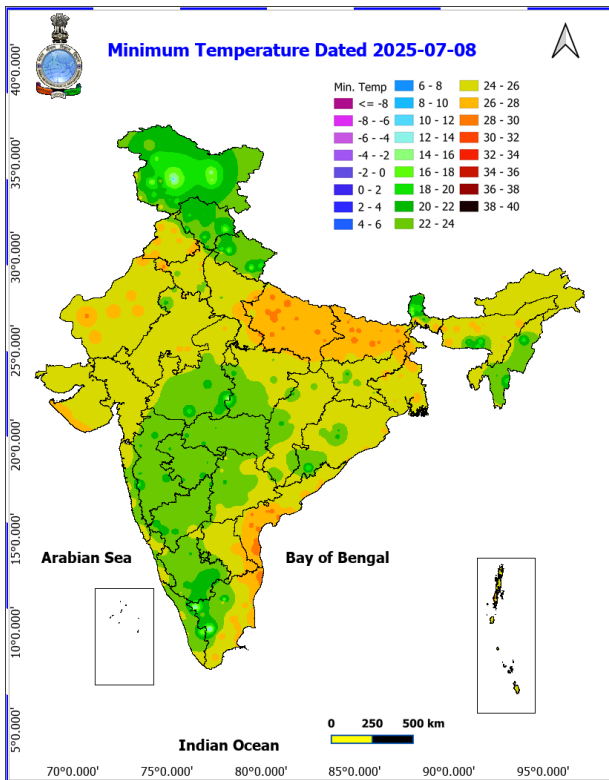 Minimum Temperature Dated 2025-07-08
Min. Temp
<= -8
-8 - -6
-6 - -4
-4 - -2
-2 - 0
0 - 2
2 - 4
4 - 6
6 - 8
8 - 10
10 - 12
12 - 14
14 - 16
16 - 18
18 - 20
20 - 22
22 - 24
24 - 26
26 - 28
28 - 30
30 - 32
32 - 34
34 - 36
36 - 38
38 - 40
40°0.000'
35°0.000'
30°0.000'
25°0.000'
20°0.000'
15°0.000'
10°0.000'
5°0.000'
Arabian Sea
Bay of Bengal
0 250 500 km
Indian Ocean
70°0.000' 75°0.000' 80°0.000' 85°0.000' 90°0.000' 95°0.000'